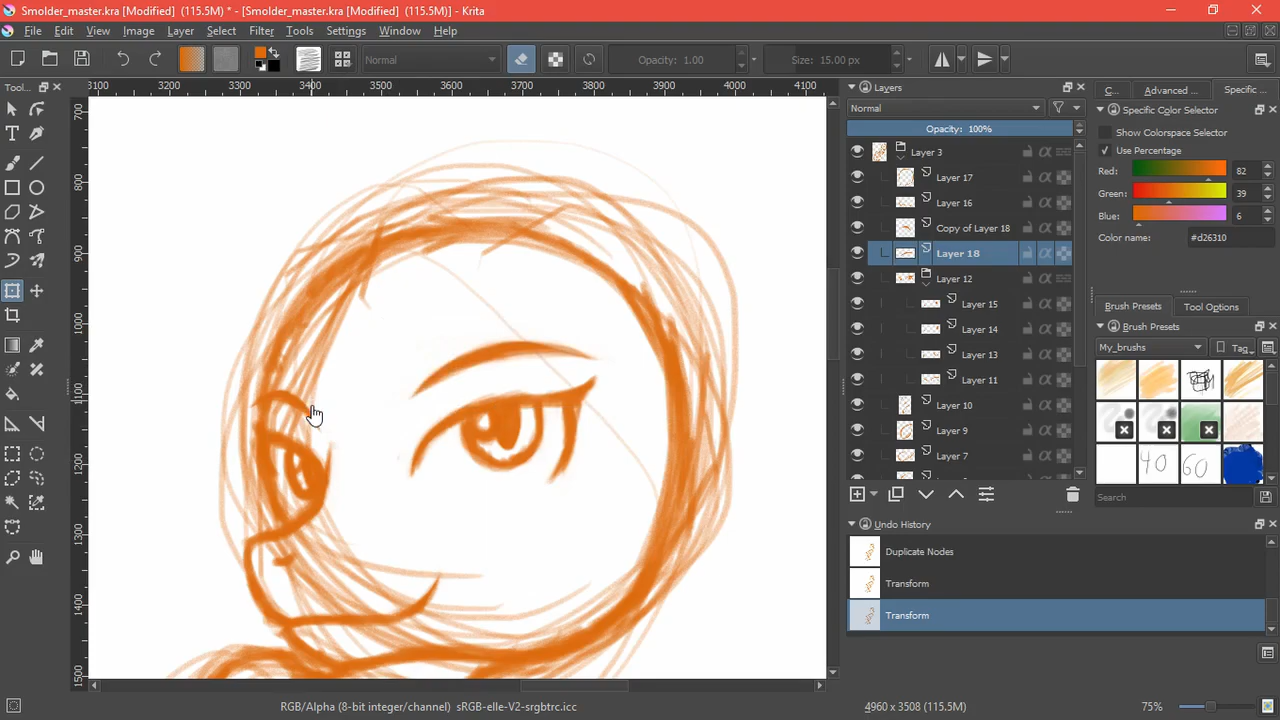 Smolder_master.kra [Modified] (115.5M) * - [Smolder_master.kra [Modified] (115.5M)] - Krita
File Edit View Image Layer Select Filter Tools Settings Window Help
Normal Opacity: 1.00 Size: 15.00 px
Tool...
3100 3300 3400 3500 3600 3700 3800 3900 4000 4100
700
800
900
1000
1100
1200
1300
1400
1500
Layers
Normal
Opacity: 100%
Layer 3
Layer 17
Layer 16
Copy of Layer 18
Layer 18
Layer 12
Layer 15
Layer 14
Layer 13
Layer 11
Layer 10
Layer 9
Layer 7
C... Advanced ... Specific ...
Specific Color Selector
Show Colorspace Selector
Use Percentage
Red: 82
Green: 39
Blue: 6
Color name: #d26310
Brush Presets Tool Options
Brush Presets
My_brushes Tag
40 60
Search
Undo History
Duplicate Nodes
Transform
Transform
RGB/Alpha (8-bit integer/channel) sRGB-elle-V2-srgbtrc.icc 4960 x 3508 (115.5M) 75%